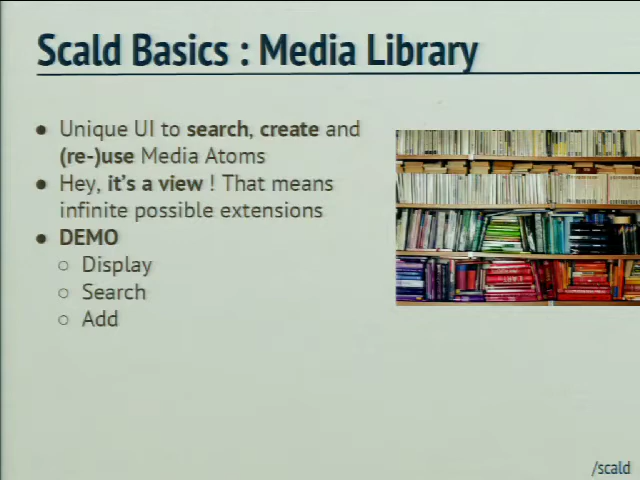 Scald Basics : Media Library
● Unique UI to search, create and
(re-)use Media Atoms
● Hey, it's a view ! That means
infinite possible extensions
● DEMO
○ Display
○ Search
○ Add
/scald